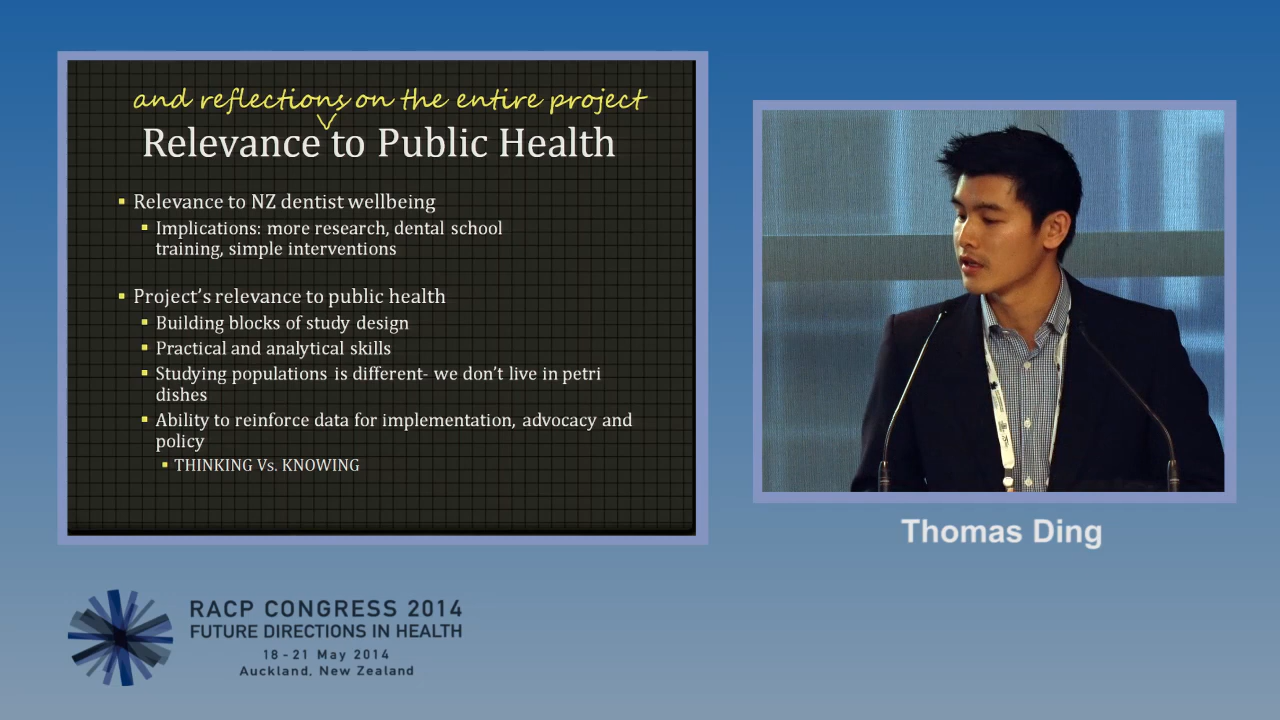 and reflections on the entire project
V
Relevance to Public Health
Relevance to NZ dentist wellbeing
Implications: more research, dental school
training, simple interventions
Project's relevance to public health
Building blocks of study design
Practical and analytical skills
Studying populations is different- we don't live in petri
dishes
Ability to reinforce data for implementation, advocacy and
policy
THINKING Vs. KNOWING
Thomas Ding
RACP CONGRESS 2014
FUTURE DIRECTIONS IN HEALTH
18-21 May 2014
Auckland, New Zealand